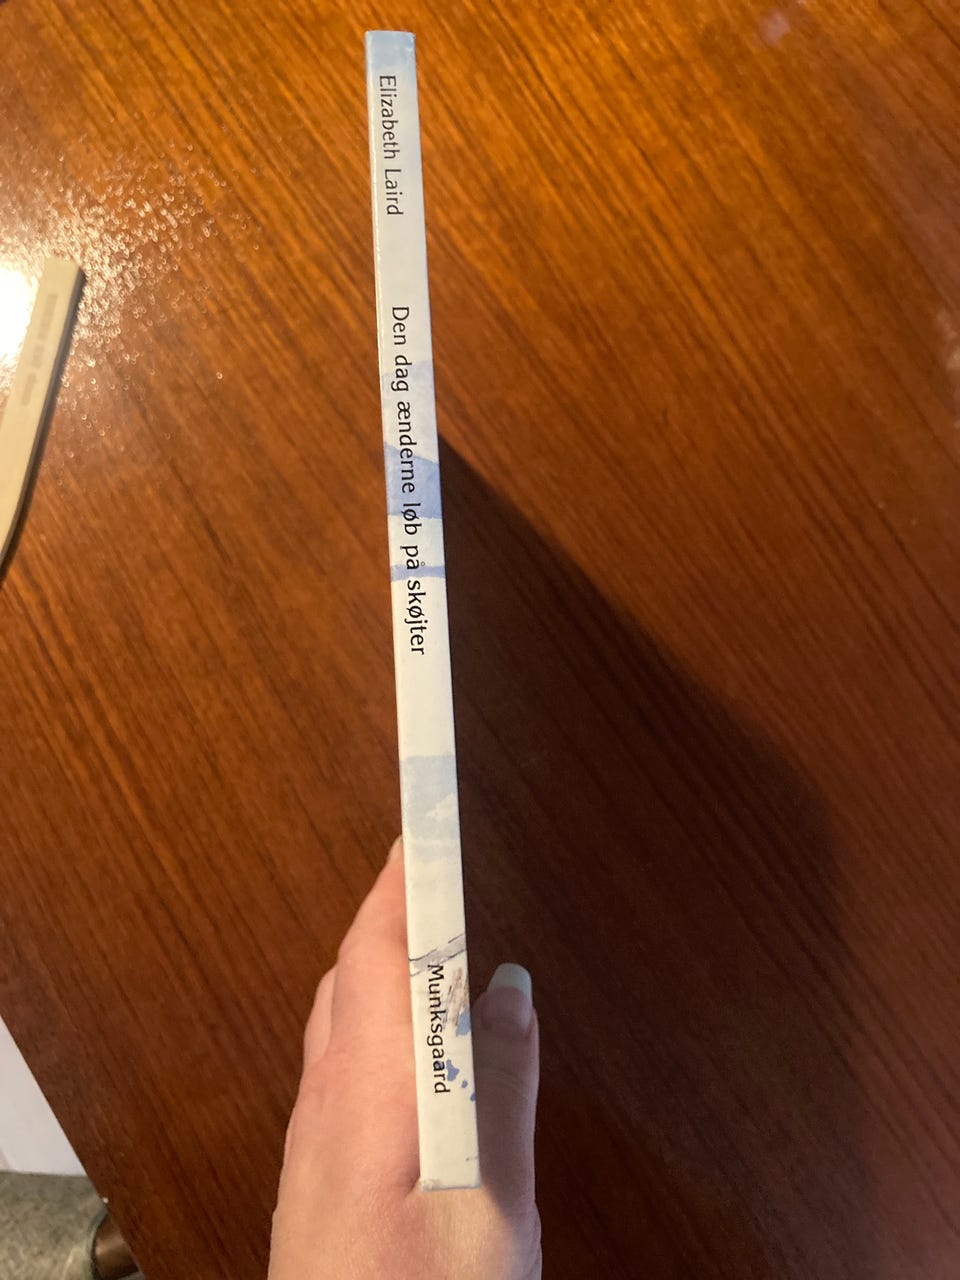 Elizabeth Laird
Den dag ænderne løb på skøjter
Munksgaard